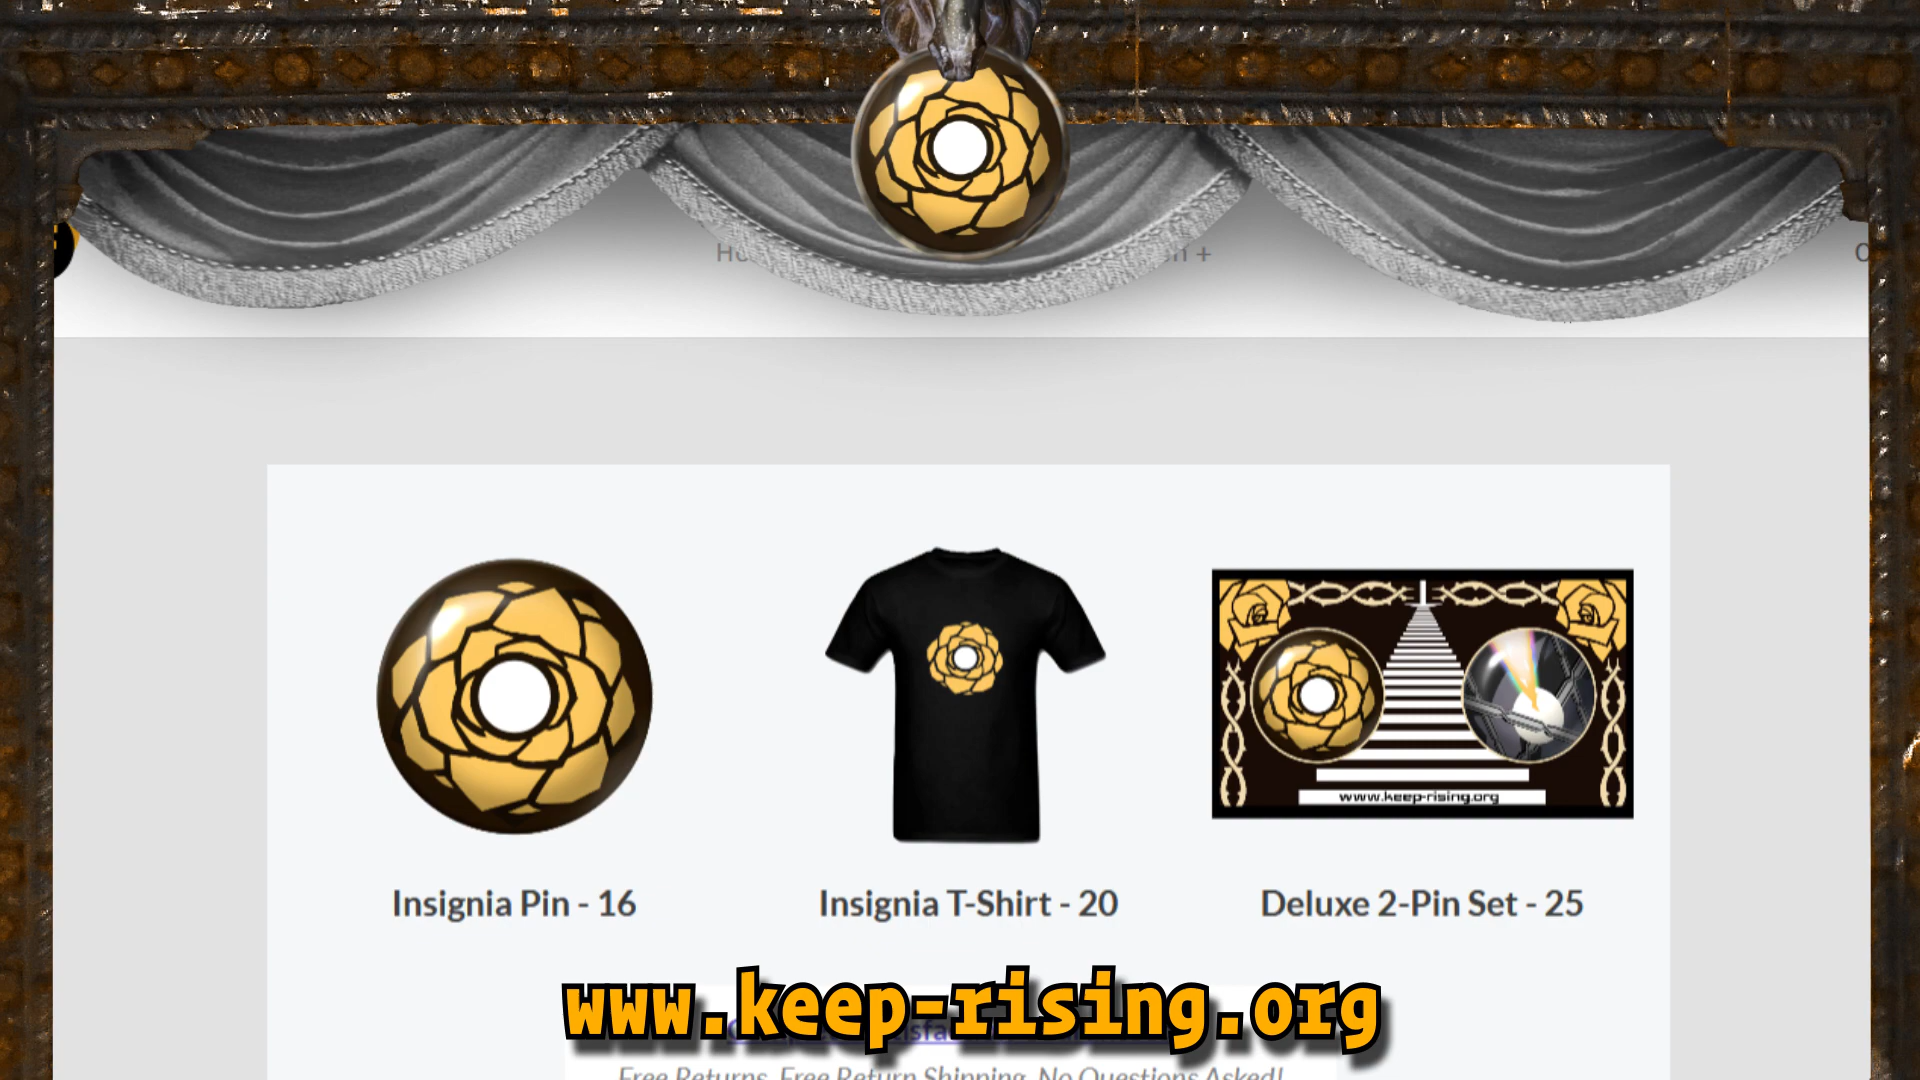 www.keep-rising.org
Insignia Pin - 16
Insignia T-Shirt - 20
Deluxe 2-Pin Set - 25
www.keep-rising.org
Free Returns, Free Return Shipping, No Questions Asked!